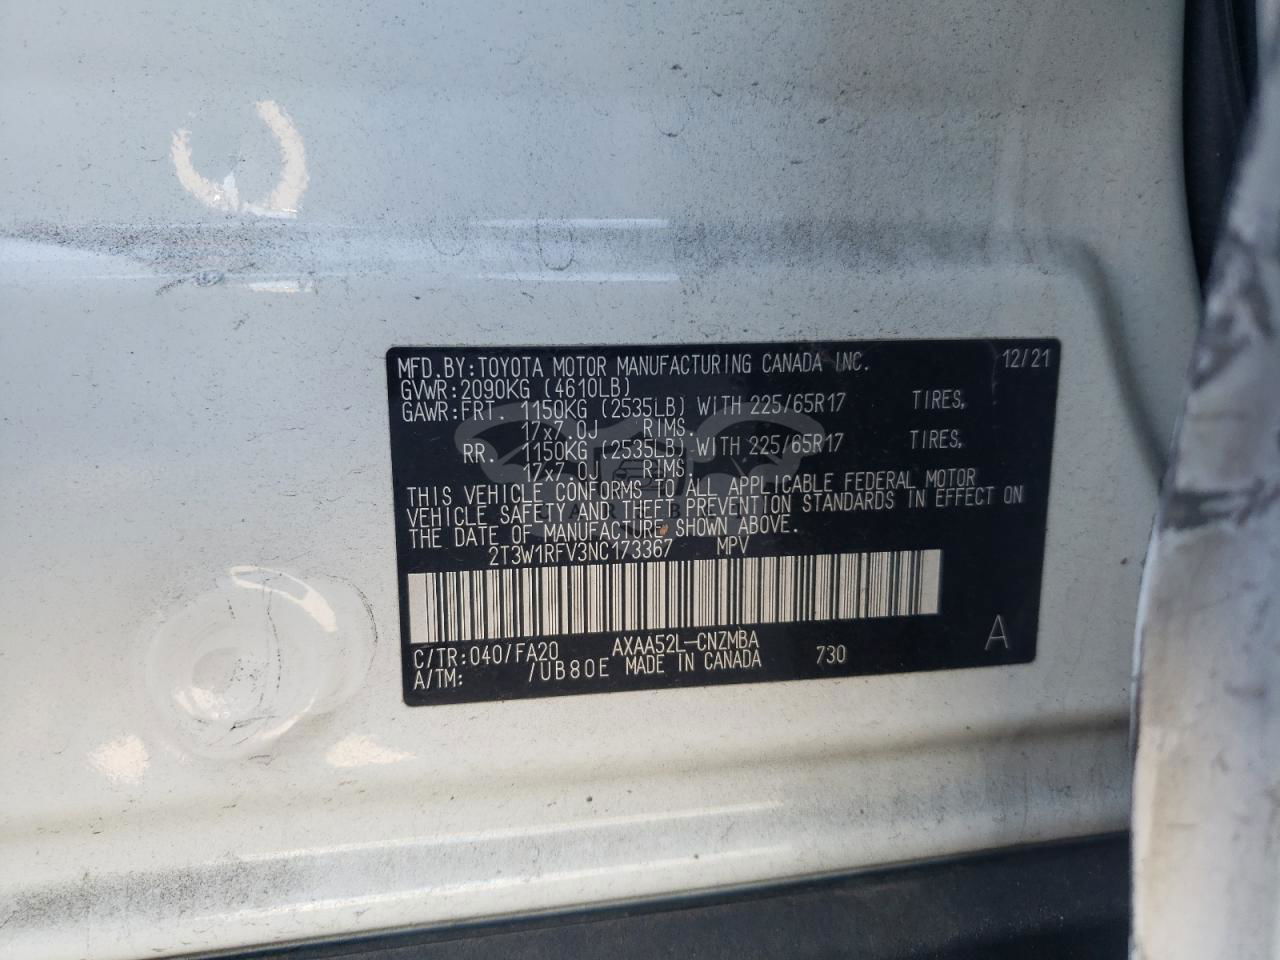 MFD.BY:TOYOTA MOTOR MANUFACTURING CANADA INC. 12/21
GVWR:2090KG (4610LB)
GAWR:FRT. 1150KG (2535LB) WITH 225/65R17 TIRES,
17x7.0J RIMS.
RR. 1150KG (2535LB) WITH 225/65R17 TIRES,
17x7.0J RIMS.
THIS VEHICLE CONFORMS TO ALL APPLICABLE FEDERAL MOTOR
VEHICLE SAFETY AND THEFT PREVENTION STANDARDS IN EFFECT ON
THE DATE OF MANUFACTURE SHOWN ABOVE.
2T3W1RFV3NC173367 MPV
C/TR:040/FA20 AXAA52L-CNZMBA 730 A
A/TM: /UB80E MADE IN CANADA